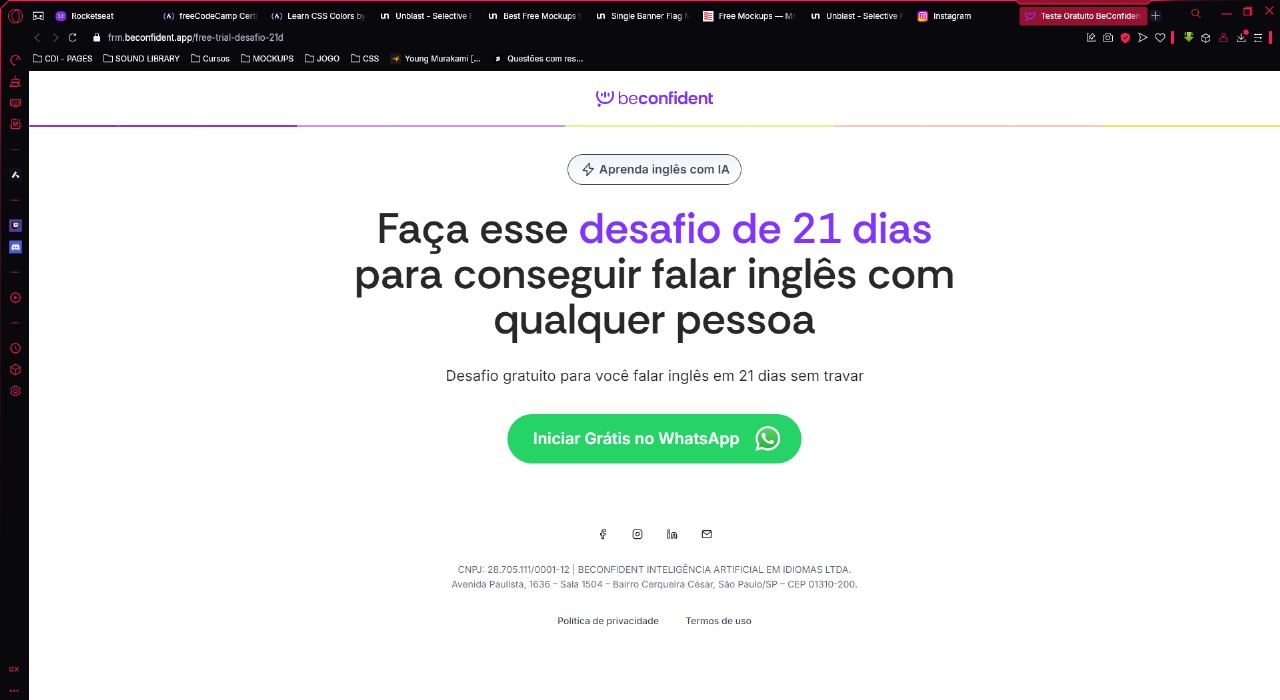 Rocketseat
freeCodeCamp Cert
Learn CSS Colors by
Unblast - Selective F
Best Free Mockups
Single Banner Flag M
Free Mockups — Mr
Unblast - Selective F
Instagram
Teste Gratuito BeConfiden
frm.beconfident.app/free-trial-desafio-21d
CDI - PAGES
SOUND LIBRARY
Cursos
MOCKUPS
JOGO
CSS
Young Murakami [...
Questões com res...
beconfident
Aprenda inglês com IA
Faça esse desafio de 21 dias
para conseguir falar inglês com
qualquer pessoa
Desafio gratuito para você falar inglês em 21 dias sem travar
Iniciar Grátis no WhatsApp
CNPJ: 28.705.111/0001-12 | BECONFIDENT INTELIGÊNCIA ARTIFICIAL EM IDIOMAS LTDA.
Avenida Paulista, 1636 – Sala 1504 – Bairro Cerqueira César, São Paulo/SP – CEP 01310-200.
Política de privacidade
Termos de uso
GX